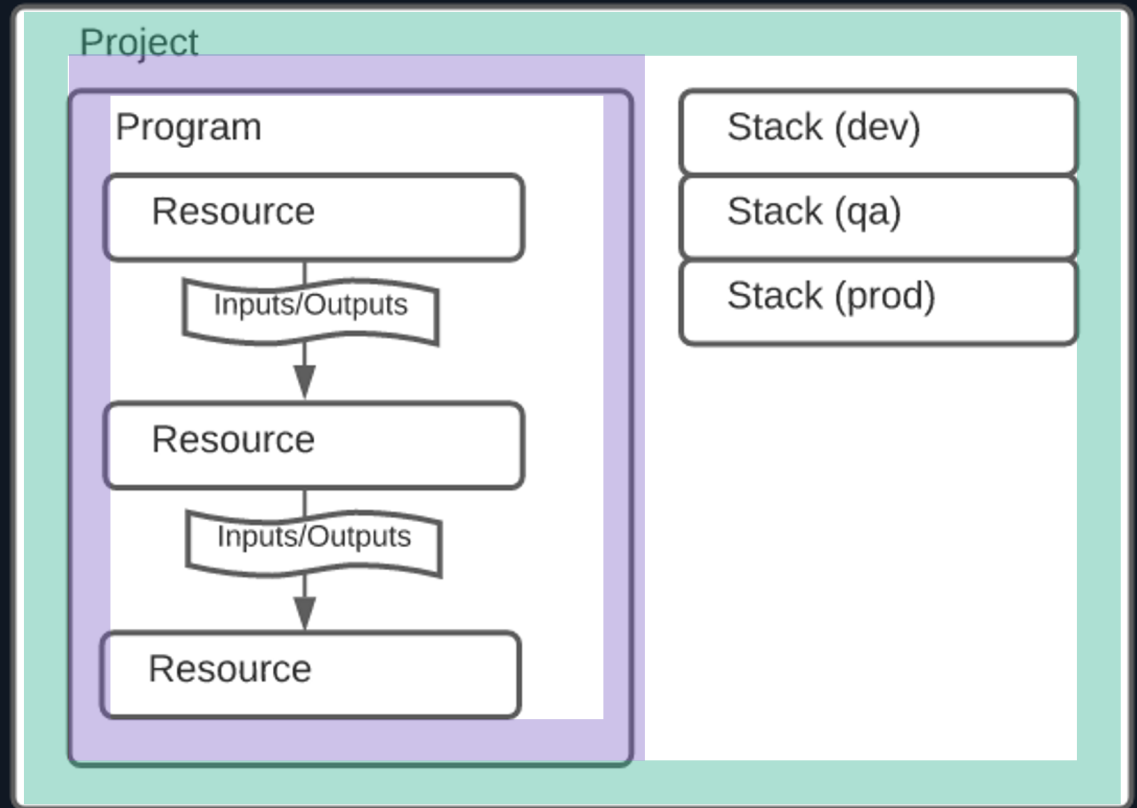 Project
Program
Resource
Inputs/Outputs
Resource
Inputs/Outputs
Resource
Stack (dev)
Stack (qa)
Stack (prod)